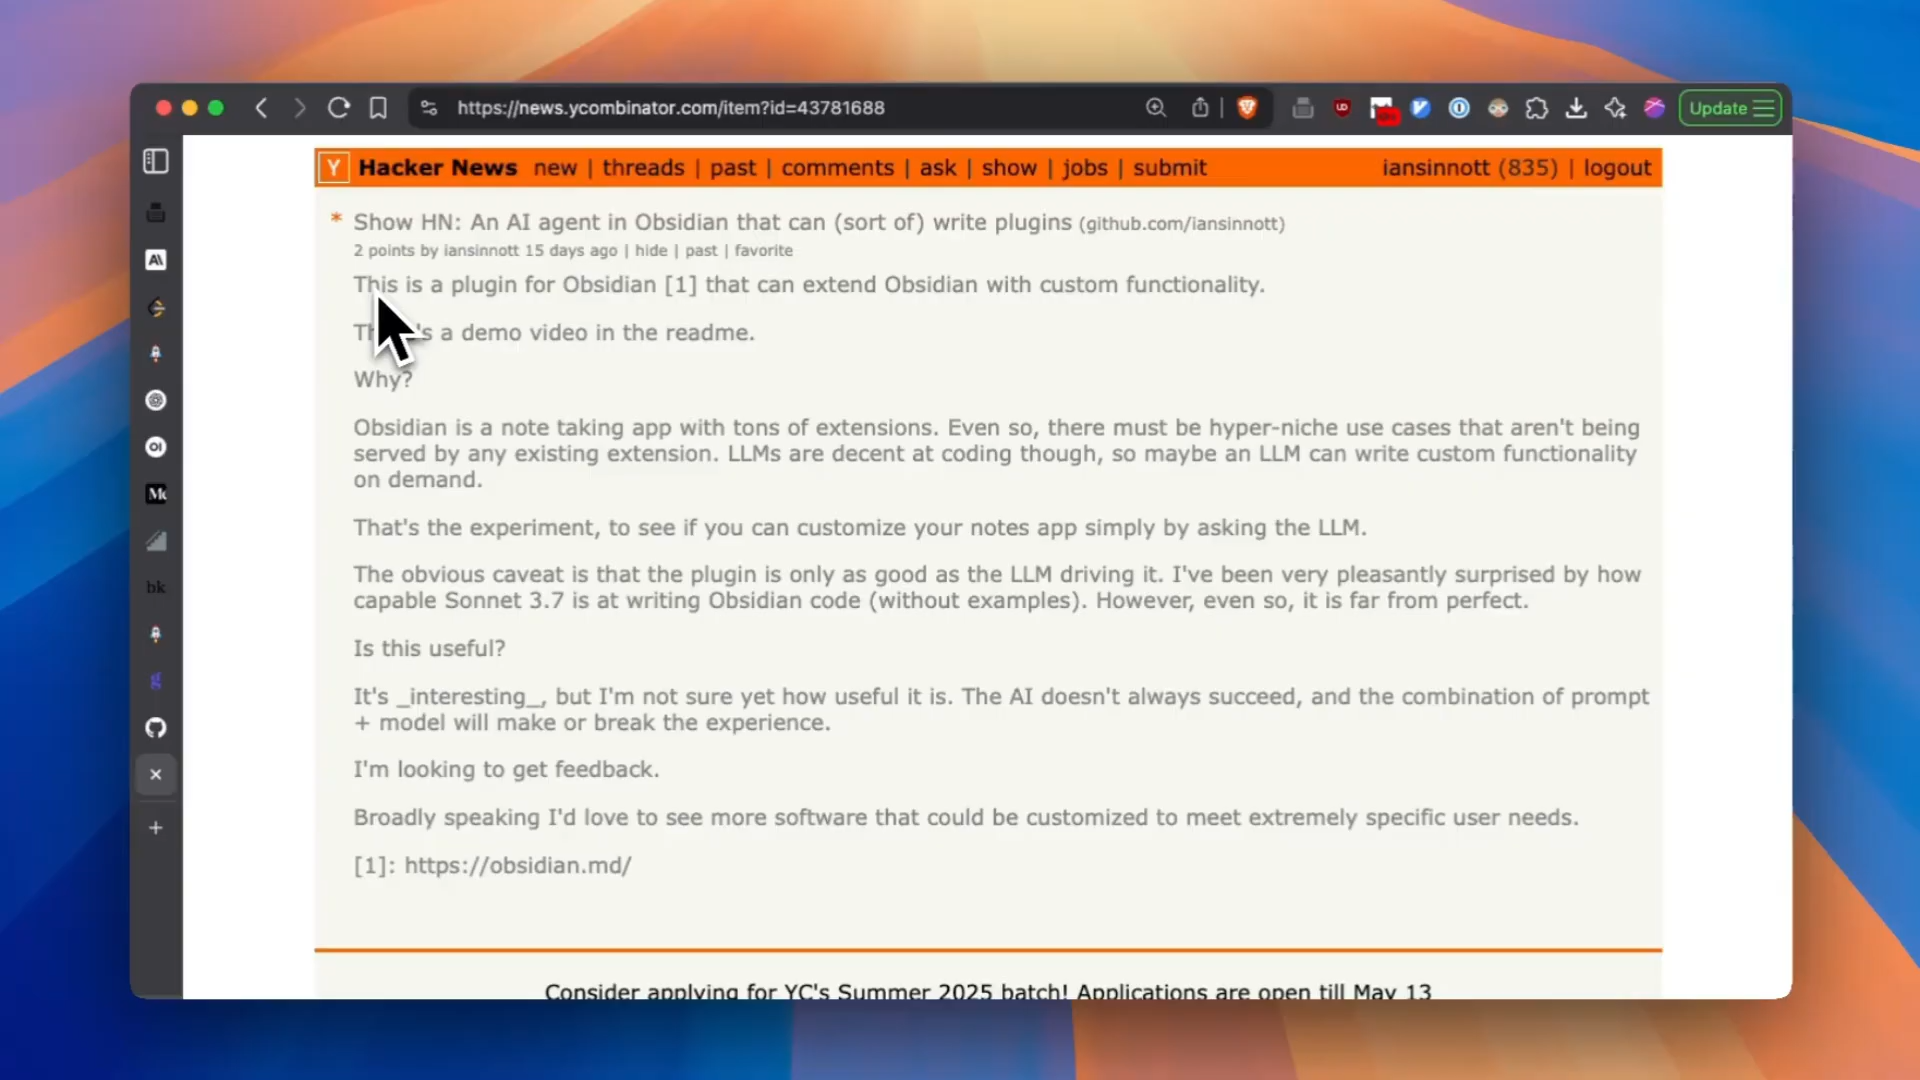 https://news.ycombinator.com/item?id=43781688
Update
Y Hacker News new | threads | past | comments | ask | show | jobs | submit iansinnott (835) | logout
* Show HN: An AI agent in Obsidian that can (sort of) write plugins (github.com/iansinnott)
2 points by iansinnott 15 days ago | hide | past | favorite
This is a plugin for Obsidian [1] that can extend Obsidian with custom functionality.
a demo video in the readme.
Why?
Obsidian is a note taking app with tons of extensions. Even so, there must be hyper-niche use cases that aren't being
served by any existing extension. LLMs are decent at coding though, so maybe an LLM can write custom functionality
on demand.
That's the experiment, to see if you can customize your notes app simply by asking the LLM.
The obvious caveat is that the plugin is only as good as the LLM driving it. I've been very pleasantly surprised by how
capable Sonnet 3.7 is at writing Obsidian code (without examples). However, even so, it is far from perfect.
Is this useful?
It's _interesting_, but I'm not sure yet how useful it is. The AI doesn't always succeed, and the combination of prompt
+ model will make or break the experience.
I'm looking to get feedback.
Broadly speaking I'd love to see more software that could be customized to meet extremely specific user needs.
[1]: https://obsidian.md/
Consider applying for YC's Summer 2025 batch! Applications are open till May 13
bk